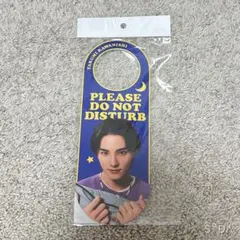 TAKUMI KAWANISHI
PLEASE
DO NOT
DISTURB